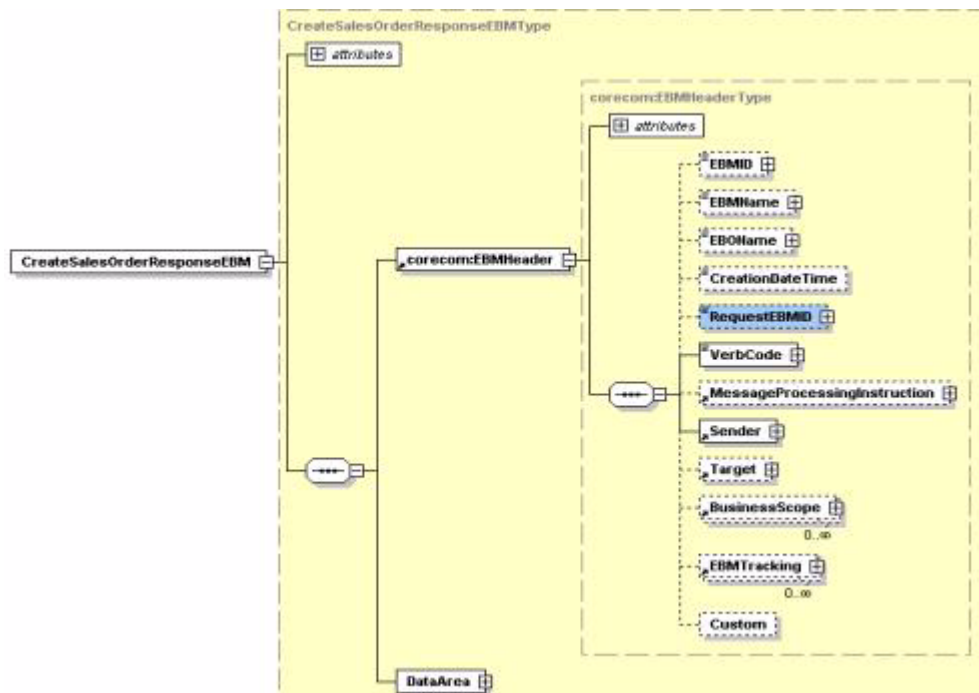 CreateSalesOrderResponseEBMType
attributes
corecom:EBMHeaderType
attributes
EBMID
EBMName
EBOName
CreationDateTime
RequestEBMID
VerbCode
MessageProcessingInstruction
Sender
Target
BusinessScope
0..∞
EBMTracking
0..∞
Custom
corecom:EBMHeader
CreateSalesOrderResponseEBM
DataArea